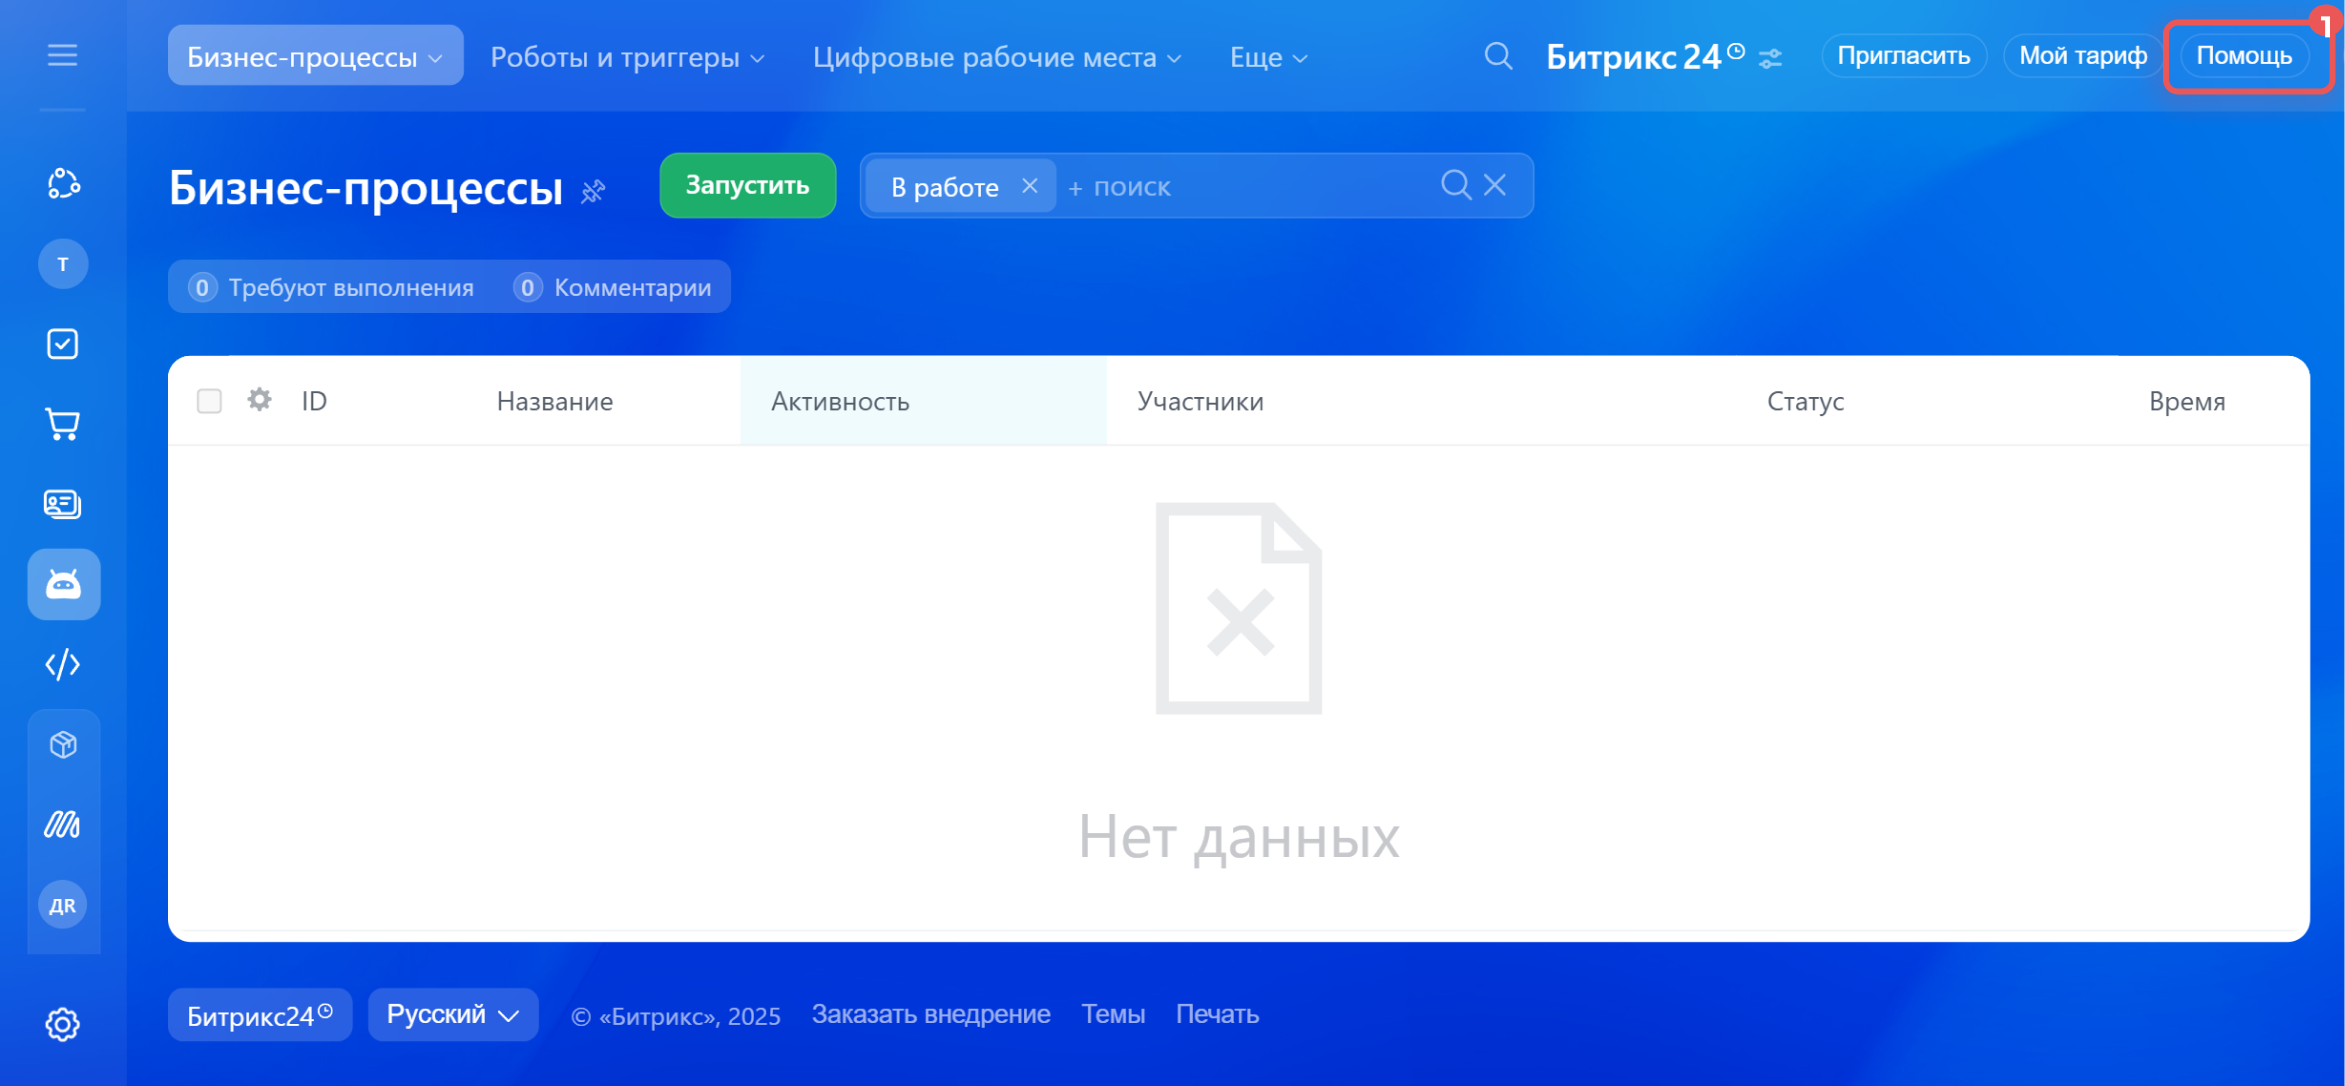 Бизнес-процессы Роботы и триггеры Цифровые рабочие места Еще Битрикс 24 Пригласить Мой тариф Помощь 1
Бизнес-процессы Запустить В работе × + поиск
T
0 Требуют выполнения 0 Комментарии
ID Название Активность Участники Статус Время
Нет данных
ДR
Битрикс24 Русский © «Битрикс», 2025 Заказать внедрение Темы Печать